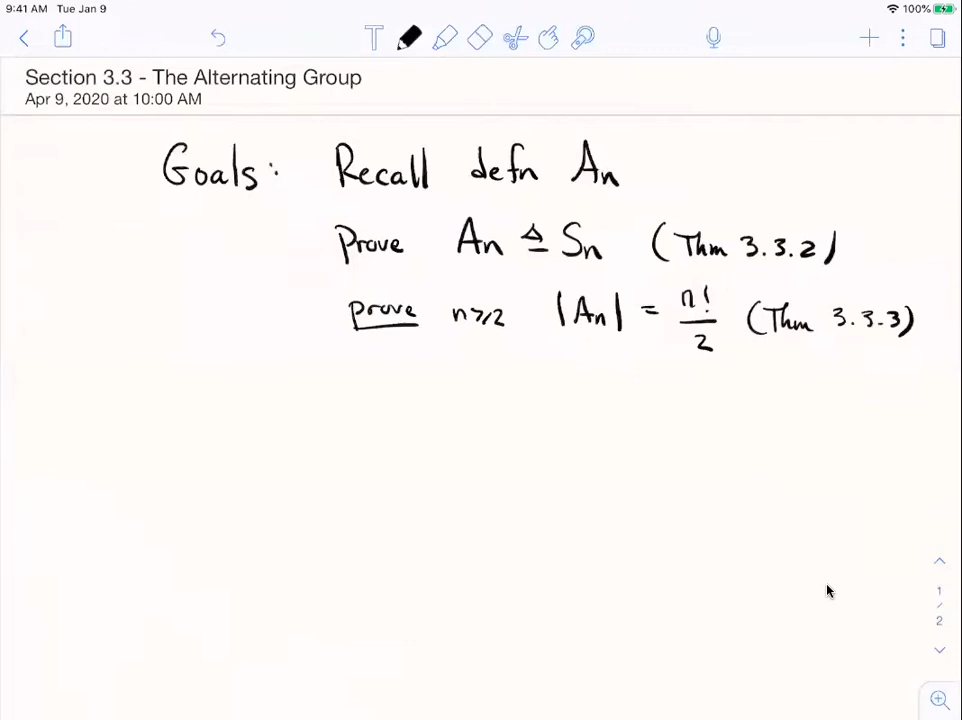 9:41 AM Tue Jan 9 100%
T
Section 3.3 - The Alternating Group
Apr 9, 2020 at 10:00 AM
Goals: Recall defn An
Prove An ⊴ Sn (Thm 3.3.2)
prove n≥2 |An| = n!/2 (Thm 3.3.3)
1
/
2